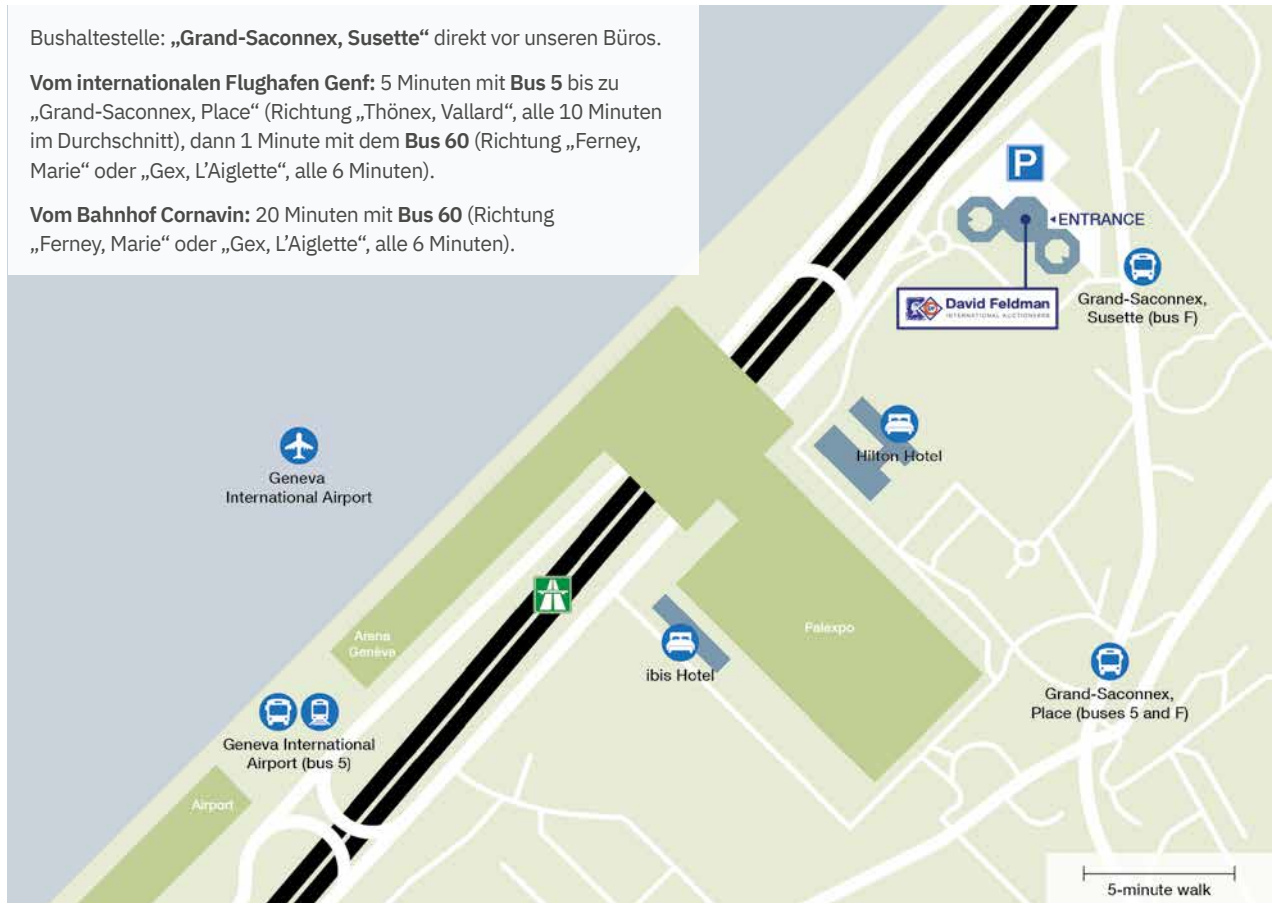 Bushaltestelle: „Grand-Saconnex, Susette“ direkt vor unseren Büros.
Vom internationalen Flughafen Genf: 5 Minuten mit Bus 5 bis zu
„Grand-Saconnex, Place“ (Richtung „Thönex, Vallard“, alle 10 Minuten
im Durchschnitt), dann 1 Minute mit dem Bus 60 (Richtung „Ferney,
Marie“ oder „Gex, L’Aiglette“, alle 6 Minuten).
Vom Bahnhof Cornavin: 20 Minuten mit Bus 60 (Richtung
„Ferney, Marie“ oder „Gex, L’Aiglette“, alle 6 Minuten).
P
ENTRANCE
David Feldman
INTERNATIONAL AUCTIONEERS
Grand-Saconnex,
Susette (bus F)
Hilton Hotel
Geneva
International Airport
Arena
Genève
Palexpo
ibis Hotel
Grand-Saconnex,
Place (buses 5 and F)
Geneva International
Airport (bus 5)
Airport
5-minute walk